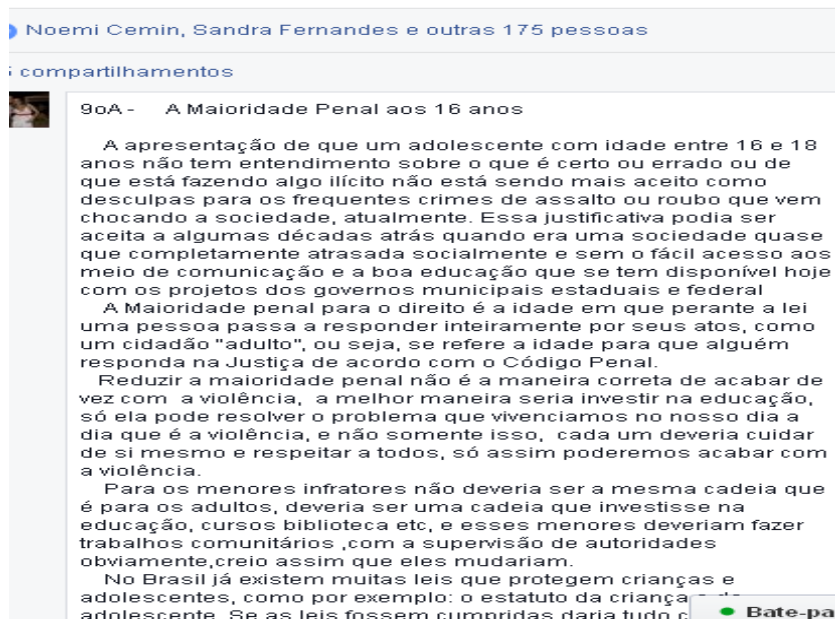 Noemi Cemin, Sandra Fernandes e outras 175 pessoas
compartilhamentos
9oA - A Maioridade Penal aos 16 anos
A apresentação de que um adolescente com idade entre 16 e 18
anos não tem entendimento sobre o que é certo ou errado ou de
que está fazendo algo ilícito não está sendo mais aceito como
desculpas para os frequentes crimes de assalto ou roubo que vem
chocando a sociedade, atualmente. Essa justificativa podia ser
aceita a algumas décadas atrás quando era uma sociedade quase
que completamente atrasada socialmente e sem o fácil acesso aos
meio de comunicação e a boa educação que se tem disponível hoje
com os projetos dos governos municipais estaduais e federal
A Maioridade penal para o direito é a idade em que perante a lei
uma pessoa passa a responder inteiramente por seus atos, como
um cidadão "adulto", ou seja, se refere a idade para que alguém
responda na Justiça de acordo com o Código Penal.
Reduzir a maioridade penal não é a maneira correta de acabar de
vez com a violência, a melhor maneira seria investir na educação,
só ela pode resolver o problema que vivenciamos no nosso dia a
dia que é a violência, e não somente isso, cada um deveria cuidar
de si mesmo e respeitar a todos, só assim poderemos acabar com
a violência.
Para os menores infratores não deveria ser a mesma cadeia que
é para os adultos, deveria ser uma cadeia que investisse na
educação, cursos biblioteca etc, e esses menores deveriam fazer
trabalhos comunitários ,com a supervisão de autoridades
obviamente,creio assim que eles mudariam.
No Brasil já existem muitas leis que protegem crianças e
adolescentes, como por exemplo: o estatuto da criança
adolescente. Se as leis fossem cumpridas daria tudo
Bate-pa